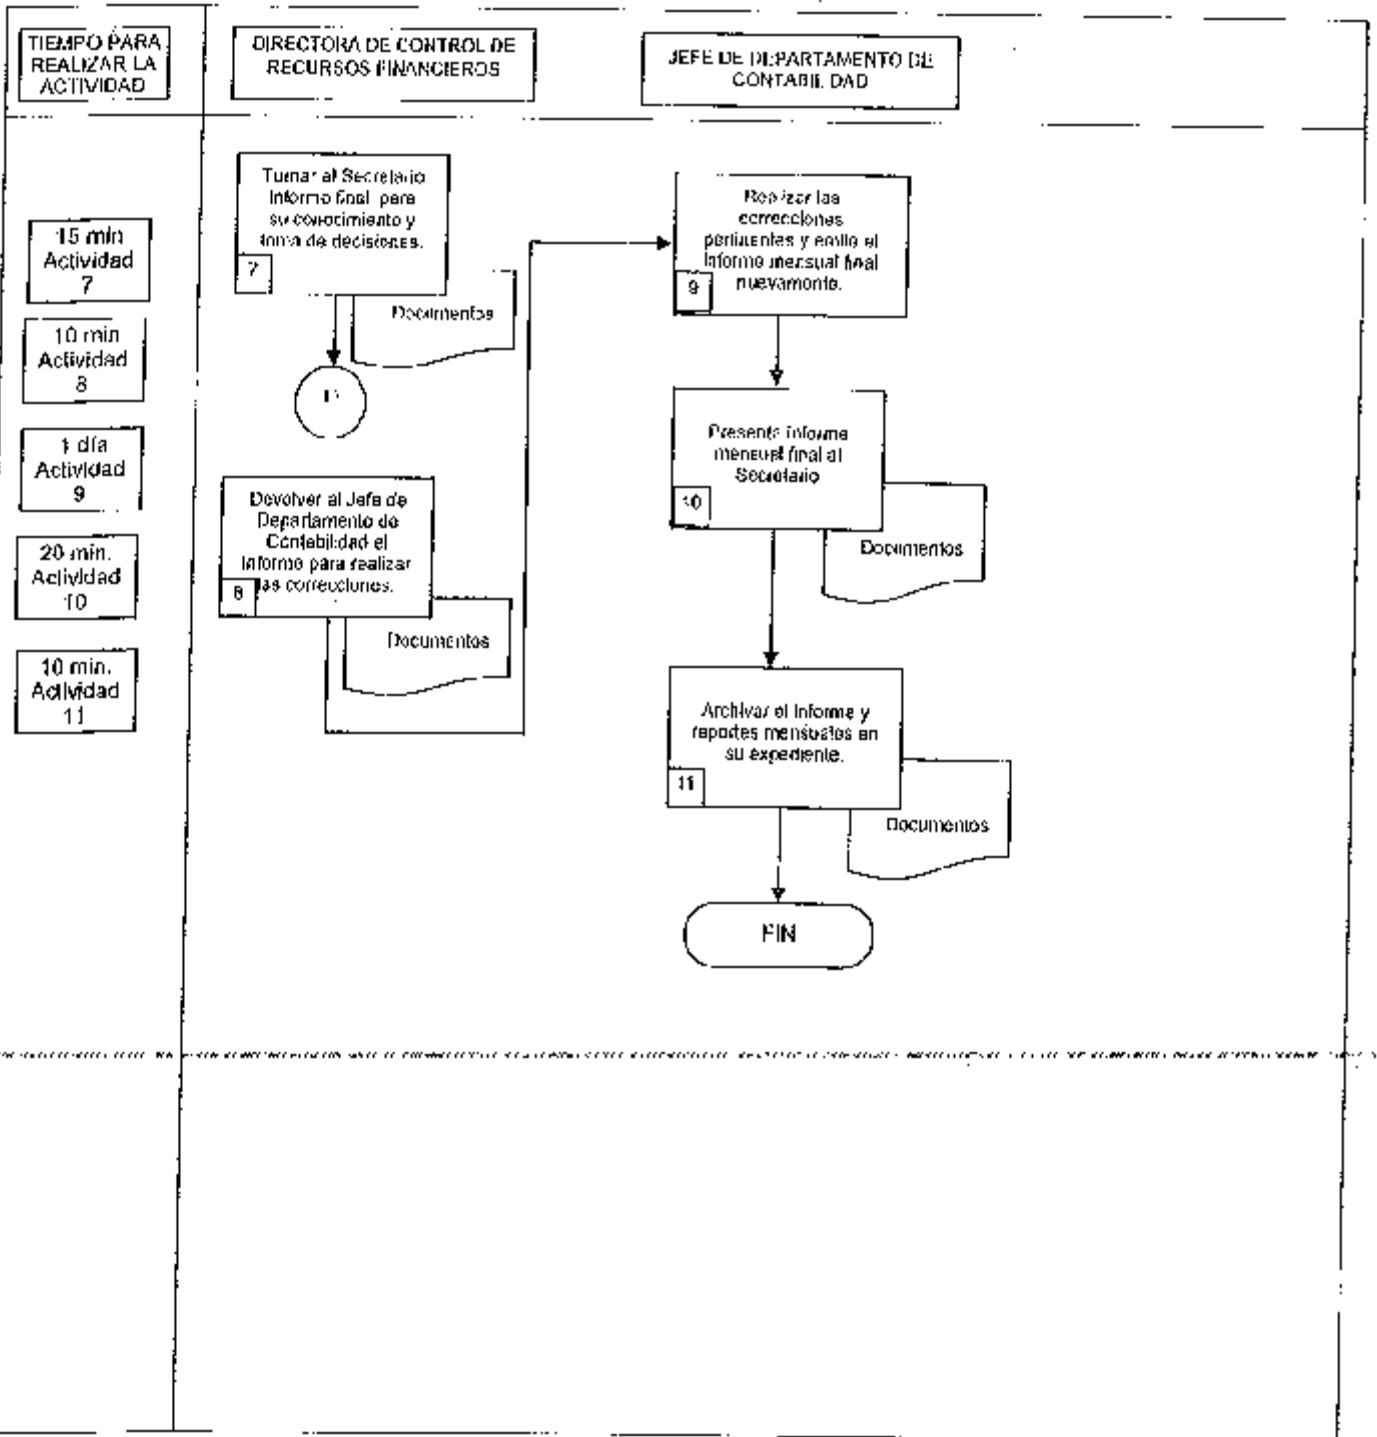 TIEMPO PARA
REALIZAR LA
ACTIVIDAD
DIRECTORA DE CONTROL DE
RECURSOS FINANCIEROS
JEFE DE DEPARTAMENTO DE
CONTABILIDAD
15 min
Actividad
7
10 min
Actividad
8
1 día
Actividad
9
20 min.
Actividad
10
10 min.
Actividad
11
Turnar al Secretario
Informe final para
su conocimiento y
toma de decisiones.
7
Documentos
Devolver al Jefe de
Departamento de
Contabilidad el
Informe para realizar
las correcciones.
8
Documentos
Realizar las
correcciones
pertinentes y emite el
Informe mensual final
nuevamente.
9
Presenta informe
mensual final al
Secretario
10
Documentos
Archivar el Informe y
reportes mensuales en
su expediente.
11
Documentos
FIN